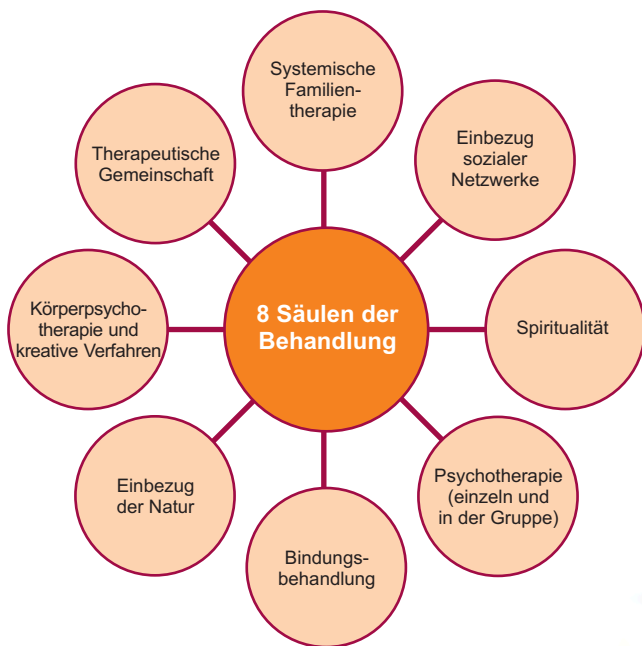 Systemische
Familien-
therapie
Einbezug
sozialer
Netzwerke
Therapeutische
Gemeinschaft
8 Säulen der
Behandlung
Körperpsycho-
therapie und
kreative Verfahren
Spiritualität
Einbezug
der Natur
Psychotherapie
(einzeln und
in der Gruppe)
Bindungs-
behandlung